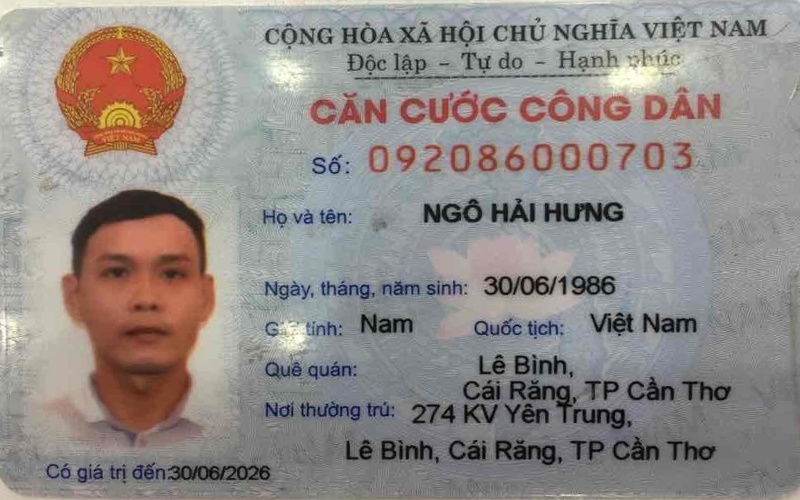 CỘNG HÒA XÃ HỘI CHỦ NGHĨA VIỆT NAM
Độc lập - Tự do - Hạnh phúc
CĂN CƯỚC CÔNG DÂN
Số: 092086000703
Họ và tên: NGÔ HẢI HƯNG
Ngày, tháng, năm sinh: 30/06/1986
Giới tính: Nam Quốc tịch: Việt Nam
Quê quán: Lê Bình,
Cái Răng, TP Cần Thơ
Nơi thường trú: 274 KV Yên Trung,
Lê Bình, Cái Răng, TP Cần Thơ
Có giá trị đến: 30/06/2026